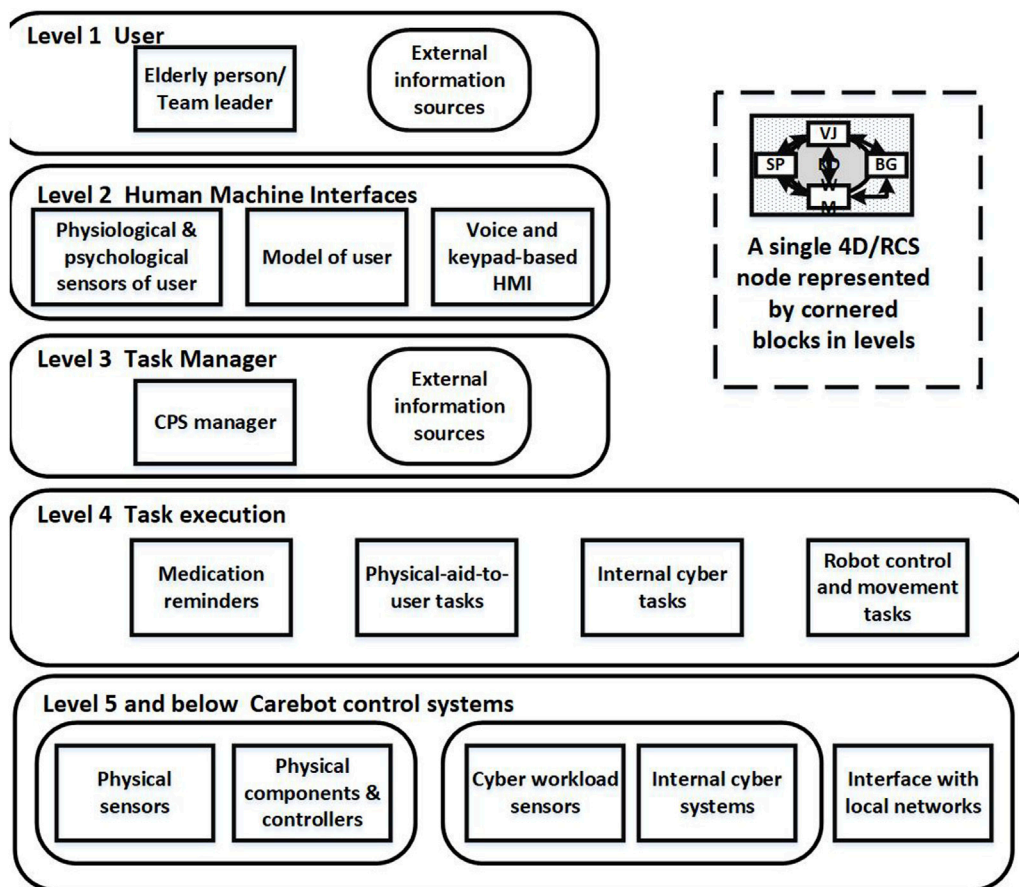 Level 1 User
Elderly person/
Team leader
External
information
sources
Level 2 Human Machine Interfaces
Physiological &
psychological
sensors of user
Model of user
Voice and
keypad-based
HMI
Level 3 Task Manager
CPS manager
External
information
sources
VJ
SP
BG
W
M
A single 4D/RCS
node represented
by cornered
blocks in levels
Level 4 Task execution
Medication
reminders
Physical-aid-to-
user tasks
Internal cyber
tasks
Robot control
and movement
tasks
Level 5 and below Carebot control systems
Physical
sensors
Physical
components &
controllers
Cyber workload
sensors
Internal cyber
systems
Interface with
local networks